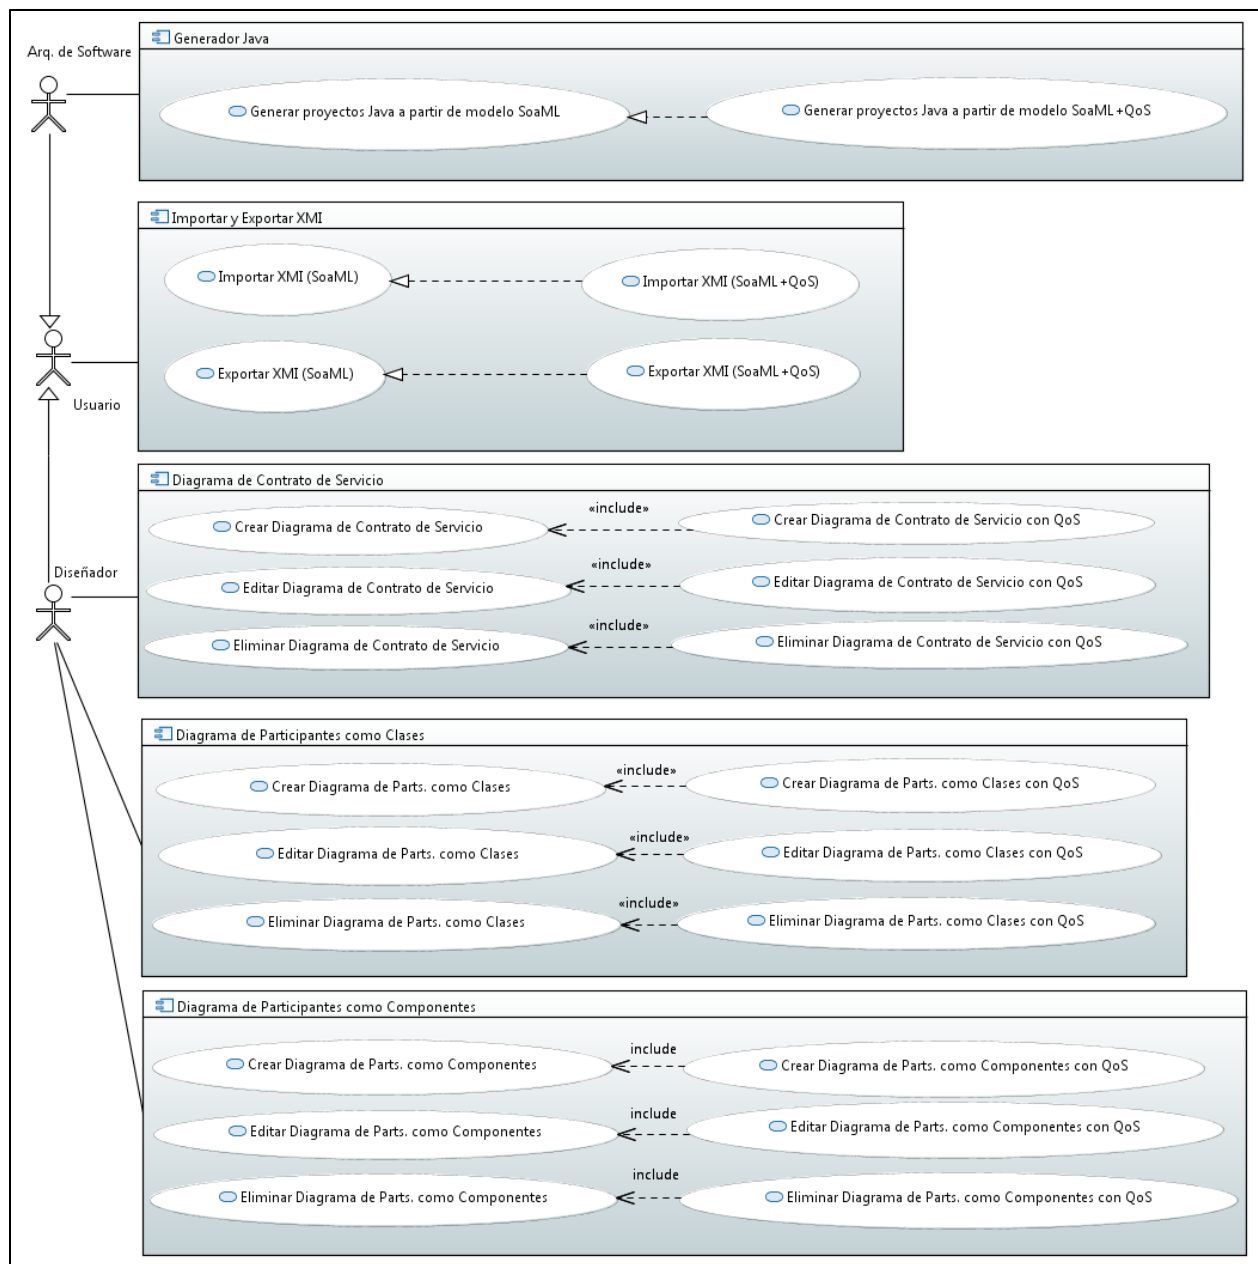 Arq. de Software
Generador Java
Generar proyectos Java a partir de modelo SoaML
Generar proyectos Java a partir de modelo SoaML+QoS
Importar y Exportar XMI
Importar XMI (SoaML)
Importar XMI (SoaML+QoS)
Exportar XMI (SoaML)
Exportar XMI (SoaML+QoS)
Usuario
Diagrama de Contrato de Servicio
Crear Diagrama de Contrato de Servicio
«include»
Crear Diagrama de Contrato de Servicio con QoS
Editar Diagrama de Contrato de Servicio
«include»
Editar Diagrama de Contrato de Servicio con QoS
Eliminar Diagrama de Contrato de Servicio
«include»
Eliminar Diagrama de Contrato de Servicio con QoS
Diseñador
Diagrama de Participantes como Clases
Crear Diagrama de Parts. como Clases
«include»
Crear Diagrama de Parts. como Clases con QoS
Editar Diagrama de Parts. como Clases
«include»
Editar Diagrama de Parts. como Clases con QoS
Eliminar Diagrama de Parts. como Clases
«include»
Eliminar Diagrama de Parts. como Clases con QoS
Diagrama de Participantes como Componentes
Crear Diagrama de Parts. como Componentes
include
Crear Diagrama de Parts. como Componentes con QoS
Editar Diagrama de Parts. como Componentes
include
Editar Diagrama de Parts. como Componentes con QoS
Eliminar Diagrama de Parts. como Componentes
include
Eliminar Diagrama de Parts. como Componentes con QoS